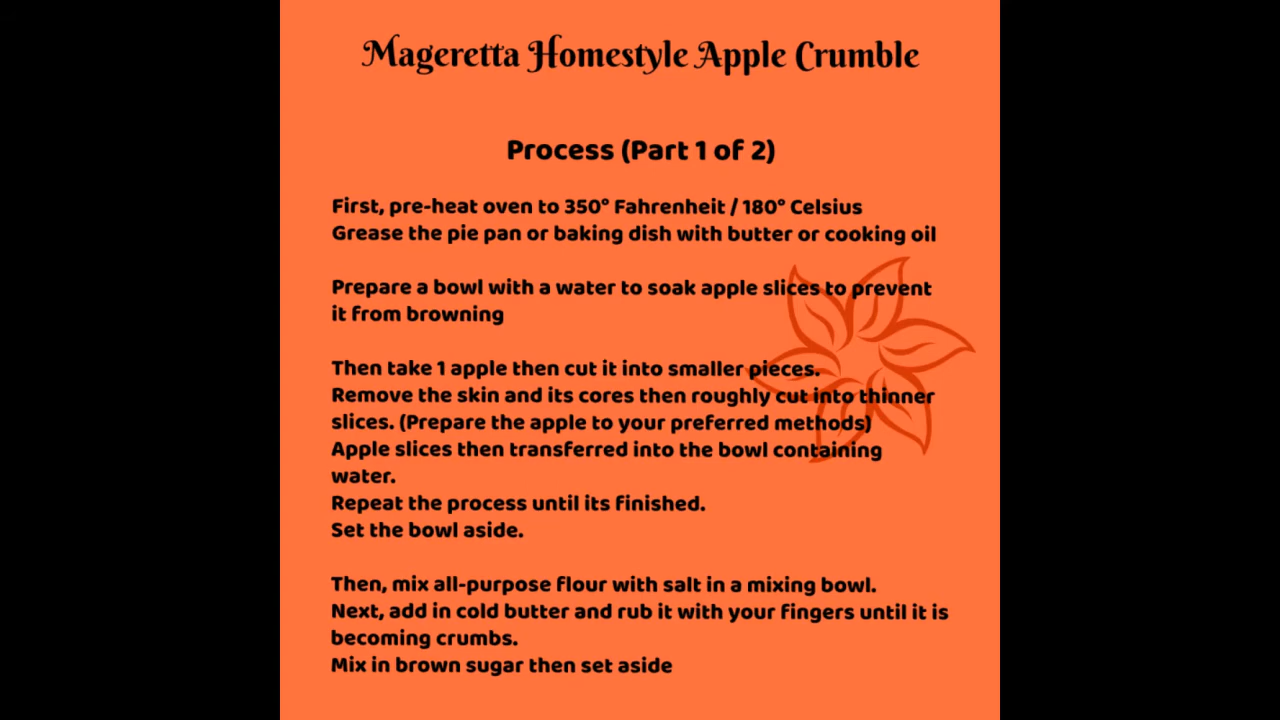 Mageretta Homestyle Apple Crumble
Process (Part 1 of 2)
First, pre-heat oven to 350° Fahrenheit / 180° Celsius
Grease the pie pan or baking dish with butter or cooking oil
Prepare a bowl with a water to soak apple slices to prevent
it from browning
Then take 1 apple then cut it into smaller pieces.
Remove the skin and its cores then roughly cut into thinner
slices. (Prepare the apple to your preferred methods)
Apple slices then transferred into the bowl containing
water.
Repeat the process until its finished.
Set the bowl aside.
Then, mix all-purpose flour with salt in a mixing bowl.
Next, add in cold butter and rub it with your fingers until it is
becoming crumbs.
Mix in brown sugar then set aside